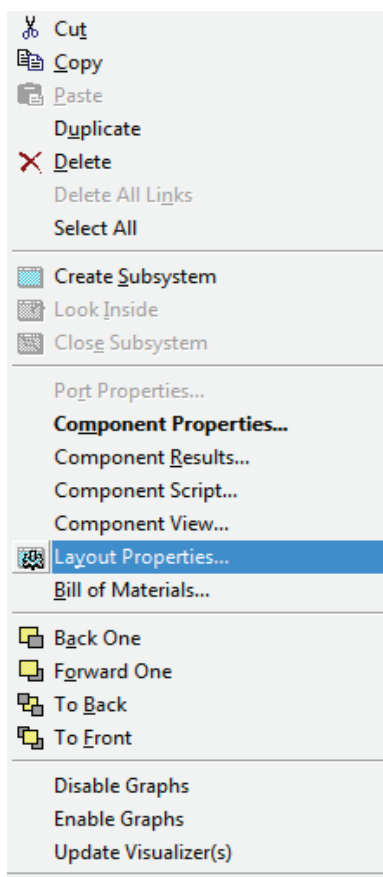 Cut
Copy
Paste
Duplicate
Delete
Delete All Links
Select All
Create Subsystem
Look Inside
Close Subsystem
Port Properties...
Component Properties...
Component Results...
Component Script...
Component View...
Layout Properties...
Bill of Materials...
Back One
Forward One
To Back
To Front
Disable Graphs
Enable Graphs
Update Visualizer(s)